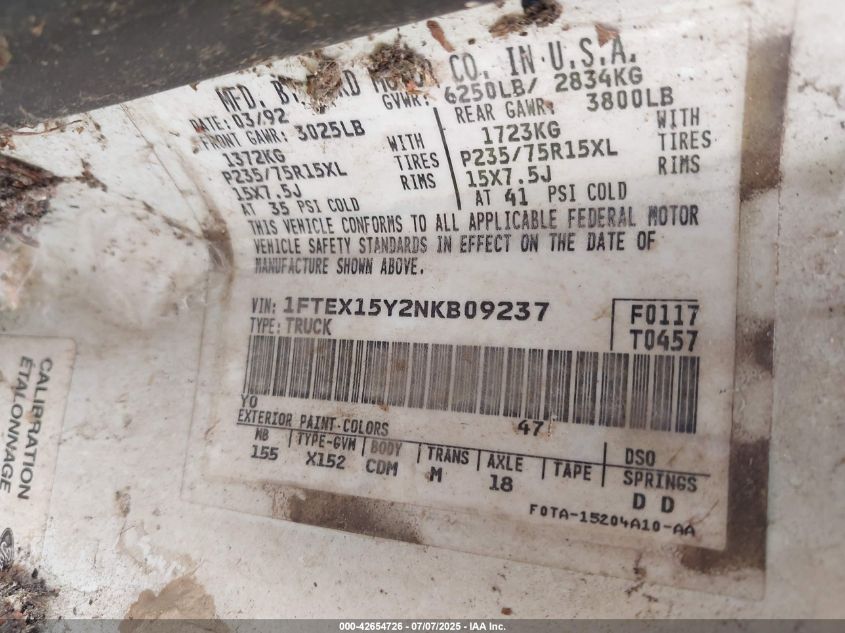 MFD. BY FORD MOTOR CO. IN U.S.A.
DATE: 03/92 GVWR: 6250LB/ 2834KG
FRONT GAWR: 3025LB REAR GAWR: 3800LB
1372KG WITH 1723KG WITH
P235/75R15XL TIRES P235/75R15XL TIRES
15X7.5J RIMS 15X7.5J RIMS
AT 35 PSI COLD AT 41 PSI COLD
THIS VEHICLE CONFORMS TO ALL APPLICABLE FEDERAL MOTOR
VEHICLE SAFETY STANDARDS IN EFFECT ON THE DATE OF
MANUFACTURE SHOWN ABOVE.
VIN: 1FTEX15Y2NKB09237 F0117
TYPE: TRUCK T0457
YO
EXTERIOR PAINT COLORS 47 DSO
WB TYPE-GVW BODY TRANS AXLE TAPE SPRINGS
155 X152 CDM M 18 D D
F0TA-15204A10-AA
CALIBRATION
ETALONNAGE
000-42654726 - 07/07/2025 - IAA Inc.